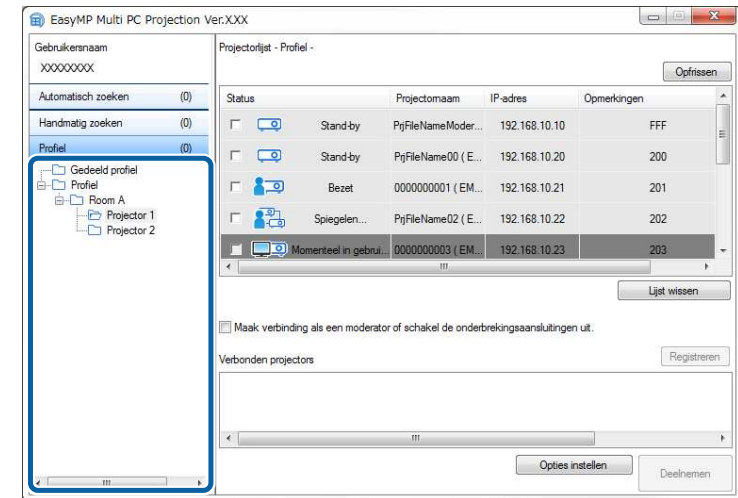 EasyMP Multi PC Projection Ver.XXX
Gebruikersnaam
XXXXXXXX
Automatisch zoeken (0)
Handmatig zoeken (0)
Profiel (0)
Gedeeld profiel
Profiel
Room A
Projector 1
Projector 2
Projectorlijst - Profiel -
Opfrissen
Status Projectornaam IP-adres Opmerkingen
Stand-by PrjFileNameModer... 192.168.10.10 FFF
Stand-by PrjFileName00 ( E... 192.168.10.20 200
Bezet 0000000001 ( EM... 192.168.10.21 201
Spiegelen... PrjFileName02 ( E... 192.168.10.22 202
Momenteel in gebrui... 0000000003 ( EM... 192.168.10.23 203
Lijst wissen
Maak verbinding als een moderator of schakel de onderbrekingsaansluitingen uit.
Verbonden projectors
Registreren
Opties instellen
Deelnemen